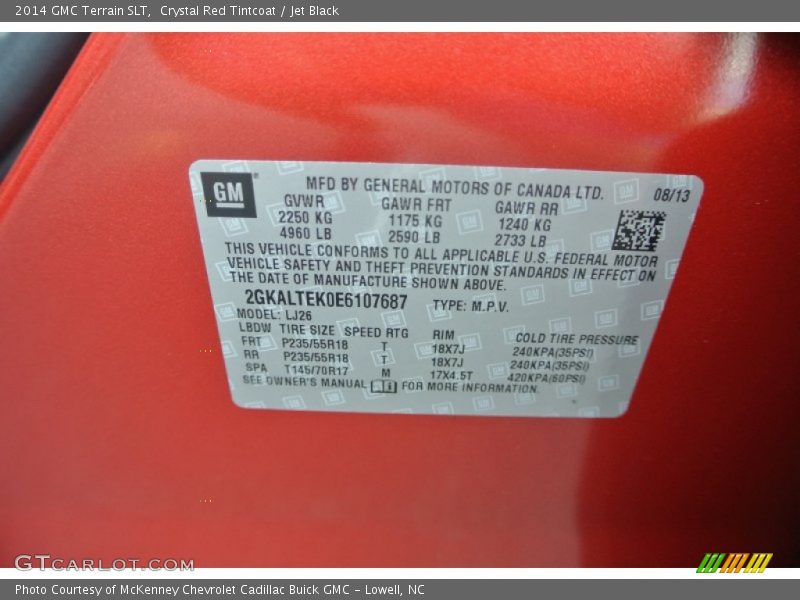 2014 GMC Terrain SLT, Crystal Red Tintcoat / Jet Black
GM
MFD BY GENERAL MOTORS OF CANADA LTD. 08/13
GVWR GAWR FRT GAWR RR
2250 KG 1175 KG 1240 KG
4960 LB 2590 LB 2733 LB
THIS VEHICLE CONFORMS TO ALL APPLICABLE U.S. FEDERAL MOTOR
VEHICLE SAFETY AND THEFT PREVENTION STANDARDS IN EFFECT ON
THE DATE OF MANUFACTURE SHOWN ABOVE.
2GKALTEK0E6107687 TYPE: M.P.V.
MODEL: LJ26
LBDW TIRE SIZE SPEED RTG RIM COLD TIRE PRESSURE
FRT P235/55R18 T 18X7J 240KPA(35PSI)
RR P235/55R18 T 18X7J 240KPA(35PSI)
SPA T145/70R17 M 17X4.5T 420KPA(60PSI)
SEE OWNER'S MANUAL FOR MORE INFORMATION.
GTCARLOT.COM
Photo Courtesy of McKenney Chevrolet Cadillac Buick GMC - Lowell, NC